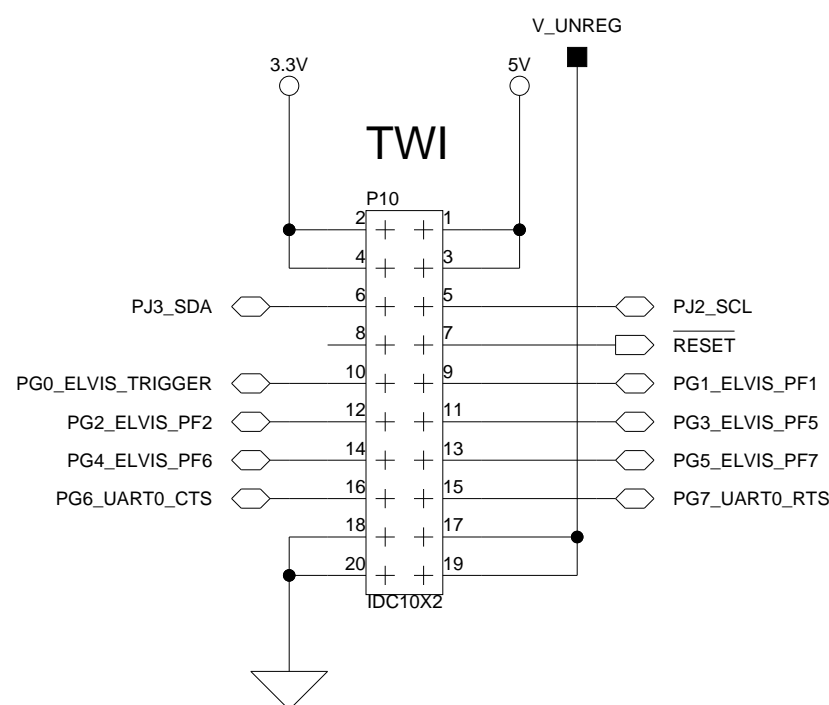 V_UNREG
3.3V 5V
TWI
P10
2 1
4 3
PJ3_SDA 6 5 PJ2_SCL
8 7 RESET
PG0_ELVIS_TRIGGER 10 9 PG1_ELVIS_PF1
PG2_ELVIS_PF2 12 11 PG3_ELVIS_PF5
PG4_ELVIS_PF6 14 13 PG5_ELVIS_PF7
PG6_UART0_CTS 16 15 PG7_UART0_RTS
18 17
20 19
IDC10X2